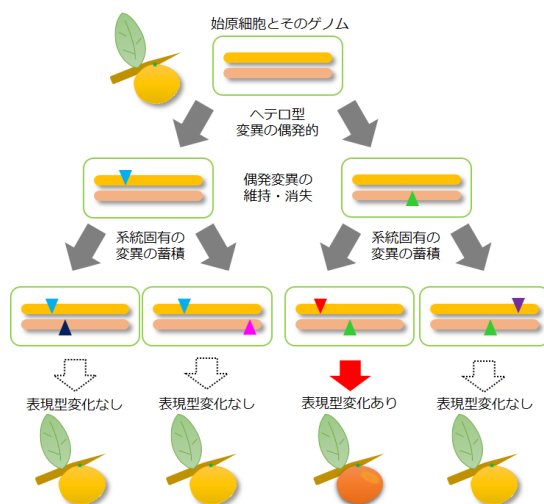 始原細胞とそのゲノム
ヘテロ型
変異の偶発的
偶発変異の
維持・消失
系統固有の
変異の蓄積
系統固有の
変異の蓄積
表現型変化なし
表現型変化なし
表現型変化あり
表現型変化なし